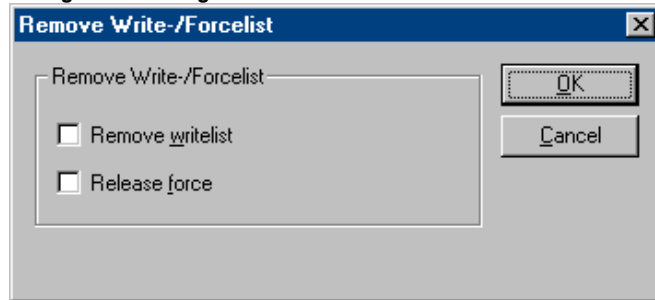 Remove Write-/Forcelist
Remove Write-/Forcelist
OK
Remove writelist
Cancel
Release force